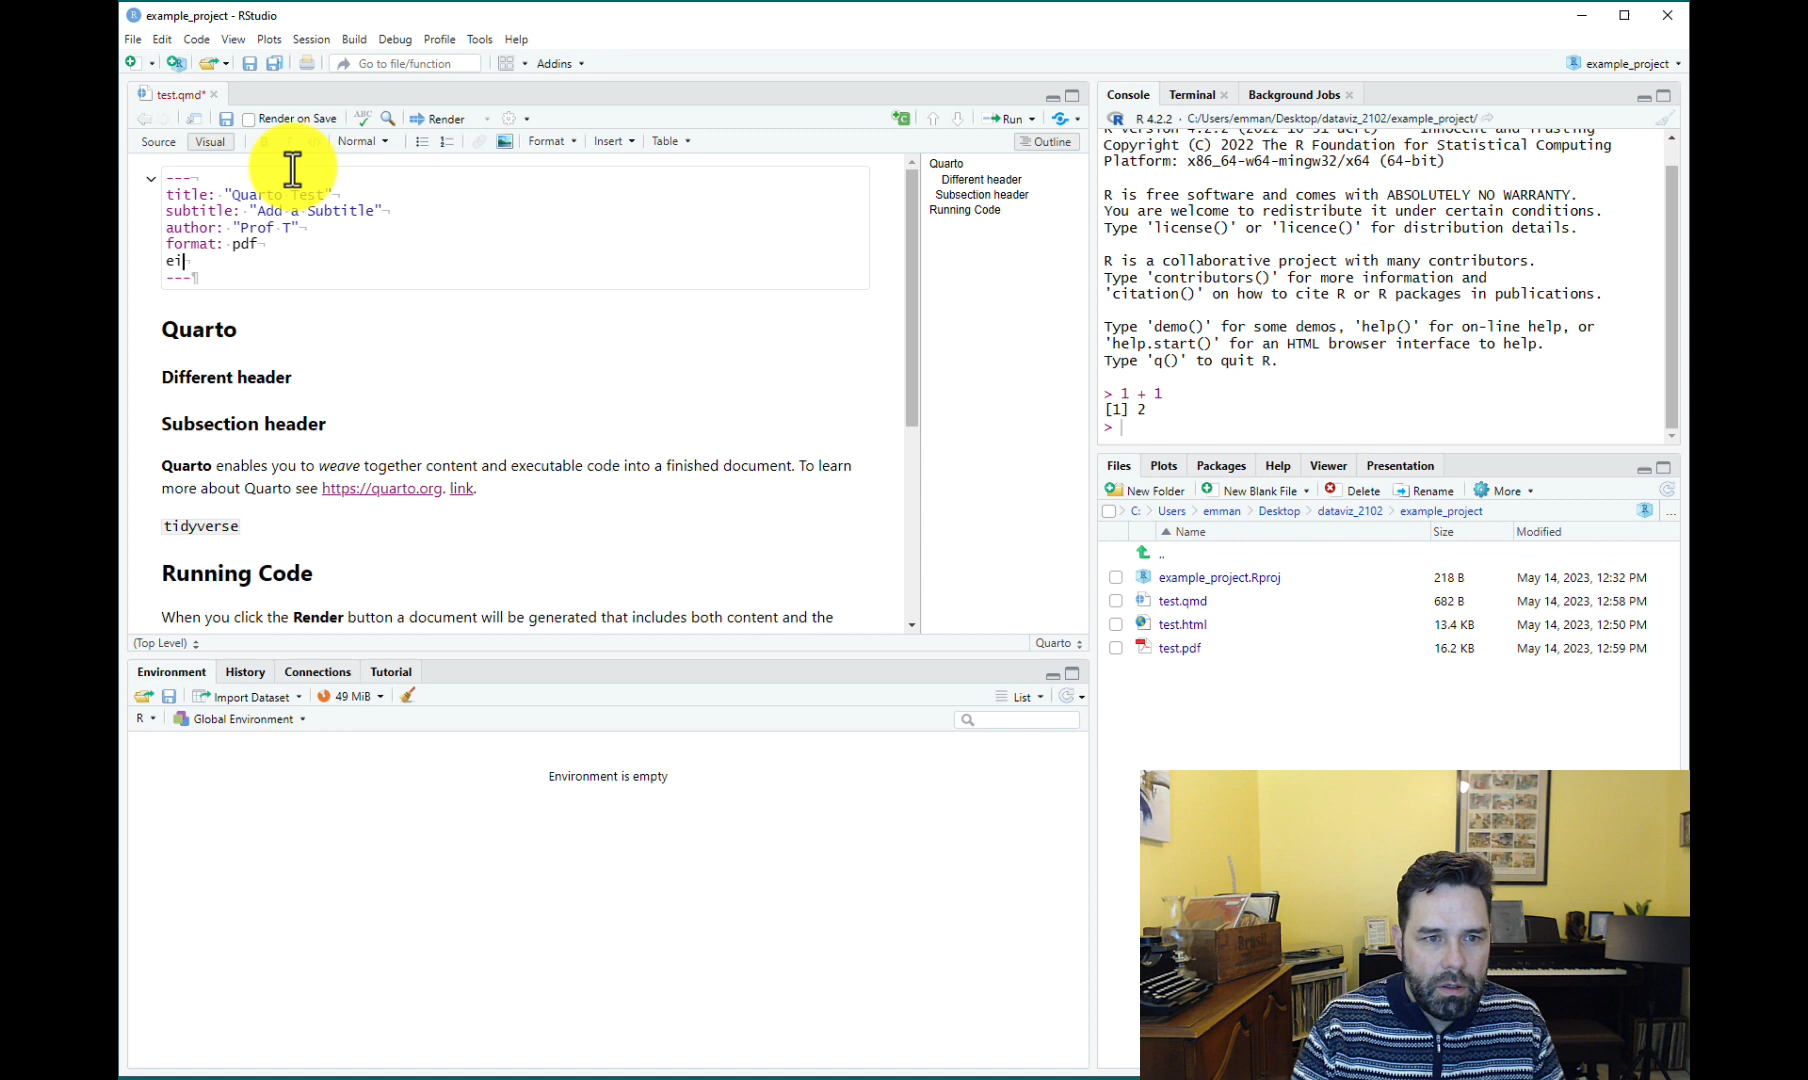 example_project - RStudio
File Edit Code View Plots Session Build Debug Profile Tools Help
Go to file/function Addins example_project
test.qmd*
Render on Save ABC Render Run
Source Visual Normal Format Insert Table Outline
---
title: "Quarto Test"
subtitle: "Add a Subtitle"
author: "Prof T"
format: pdf
ei
---
Quarto
Different header
Subsection header
Quarto enables you to weave together content and executable code into a finished document. To learn
more about Quarto see https://quarto.org. link.
tidyverse
Running Code
When you click the Render button a document will be generated that includes both content and the
(Top Level) Quarto
Quarto
Different header
Subsection header
Running Code
Environment History Connections Tutorial
Import Dataset 49 MiB List
R Global Environment
Environment is empty
Console Terminal Background Jobs
R 4.2.2 · C:/Users/emman/Desktop/dataviz_2102/example_project/
Copyright (C) 2022 The R Foundation for Statistical Computing
Platform: x86_64-w64-mingw32/x64 (64-bit)
R is free software and comes with ABSOLUTELY NO WARRANTY.
You are welcome to redistribute it under certain conditions.
Type 'license()' or 'licence()' for distribution details.
R is a collaborative project with many contributors.
Type 'contributors()' for more information and
'citation()' on how to cite R or R packages in publications.
Type 'demo()' for some demos, 'help()' for on-line help, or
'help.start()' for an HTML browser interface to help.
Type 'q()' to quit R.
> 1 + 1
[1] 2
>
Files Plots Packages Help Viewer Presentation
New Folder New Blank File Delete Rename More
C: Users emman Desktop dataviz_2102 example_project
Name Size Modified
..
example_project.Rproj 218 B May 14, 2023, 12:32 PM
test.qmd 682 B May 14, 2023, 12:58 PM
test.html 13.4 KB May 14, 2023, 12:50 PM
test.pdf 16.2 KB May 14, 2023, 12:59 PM